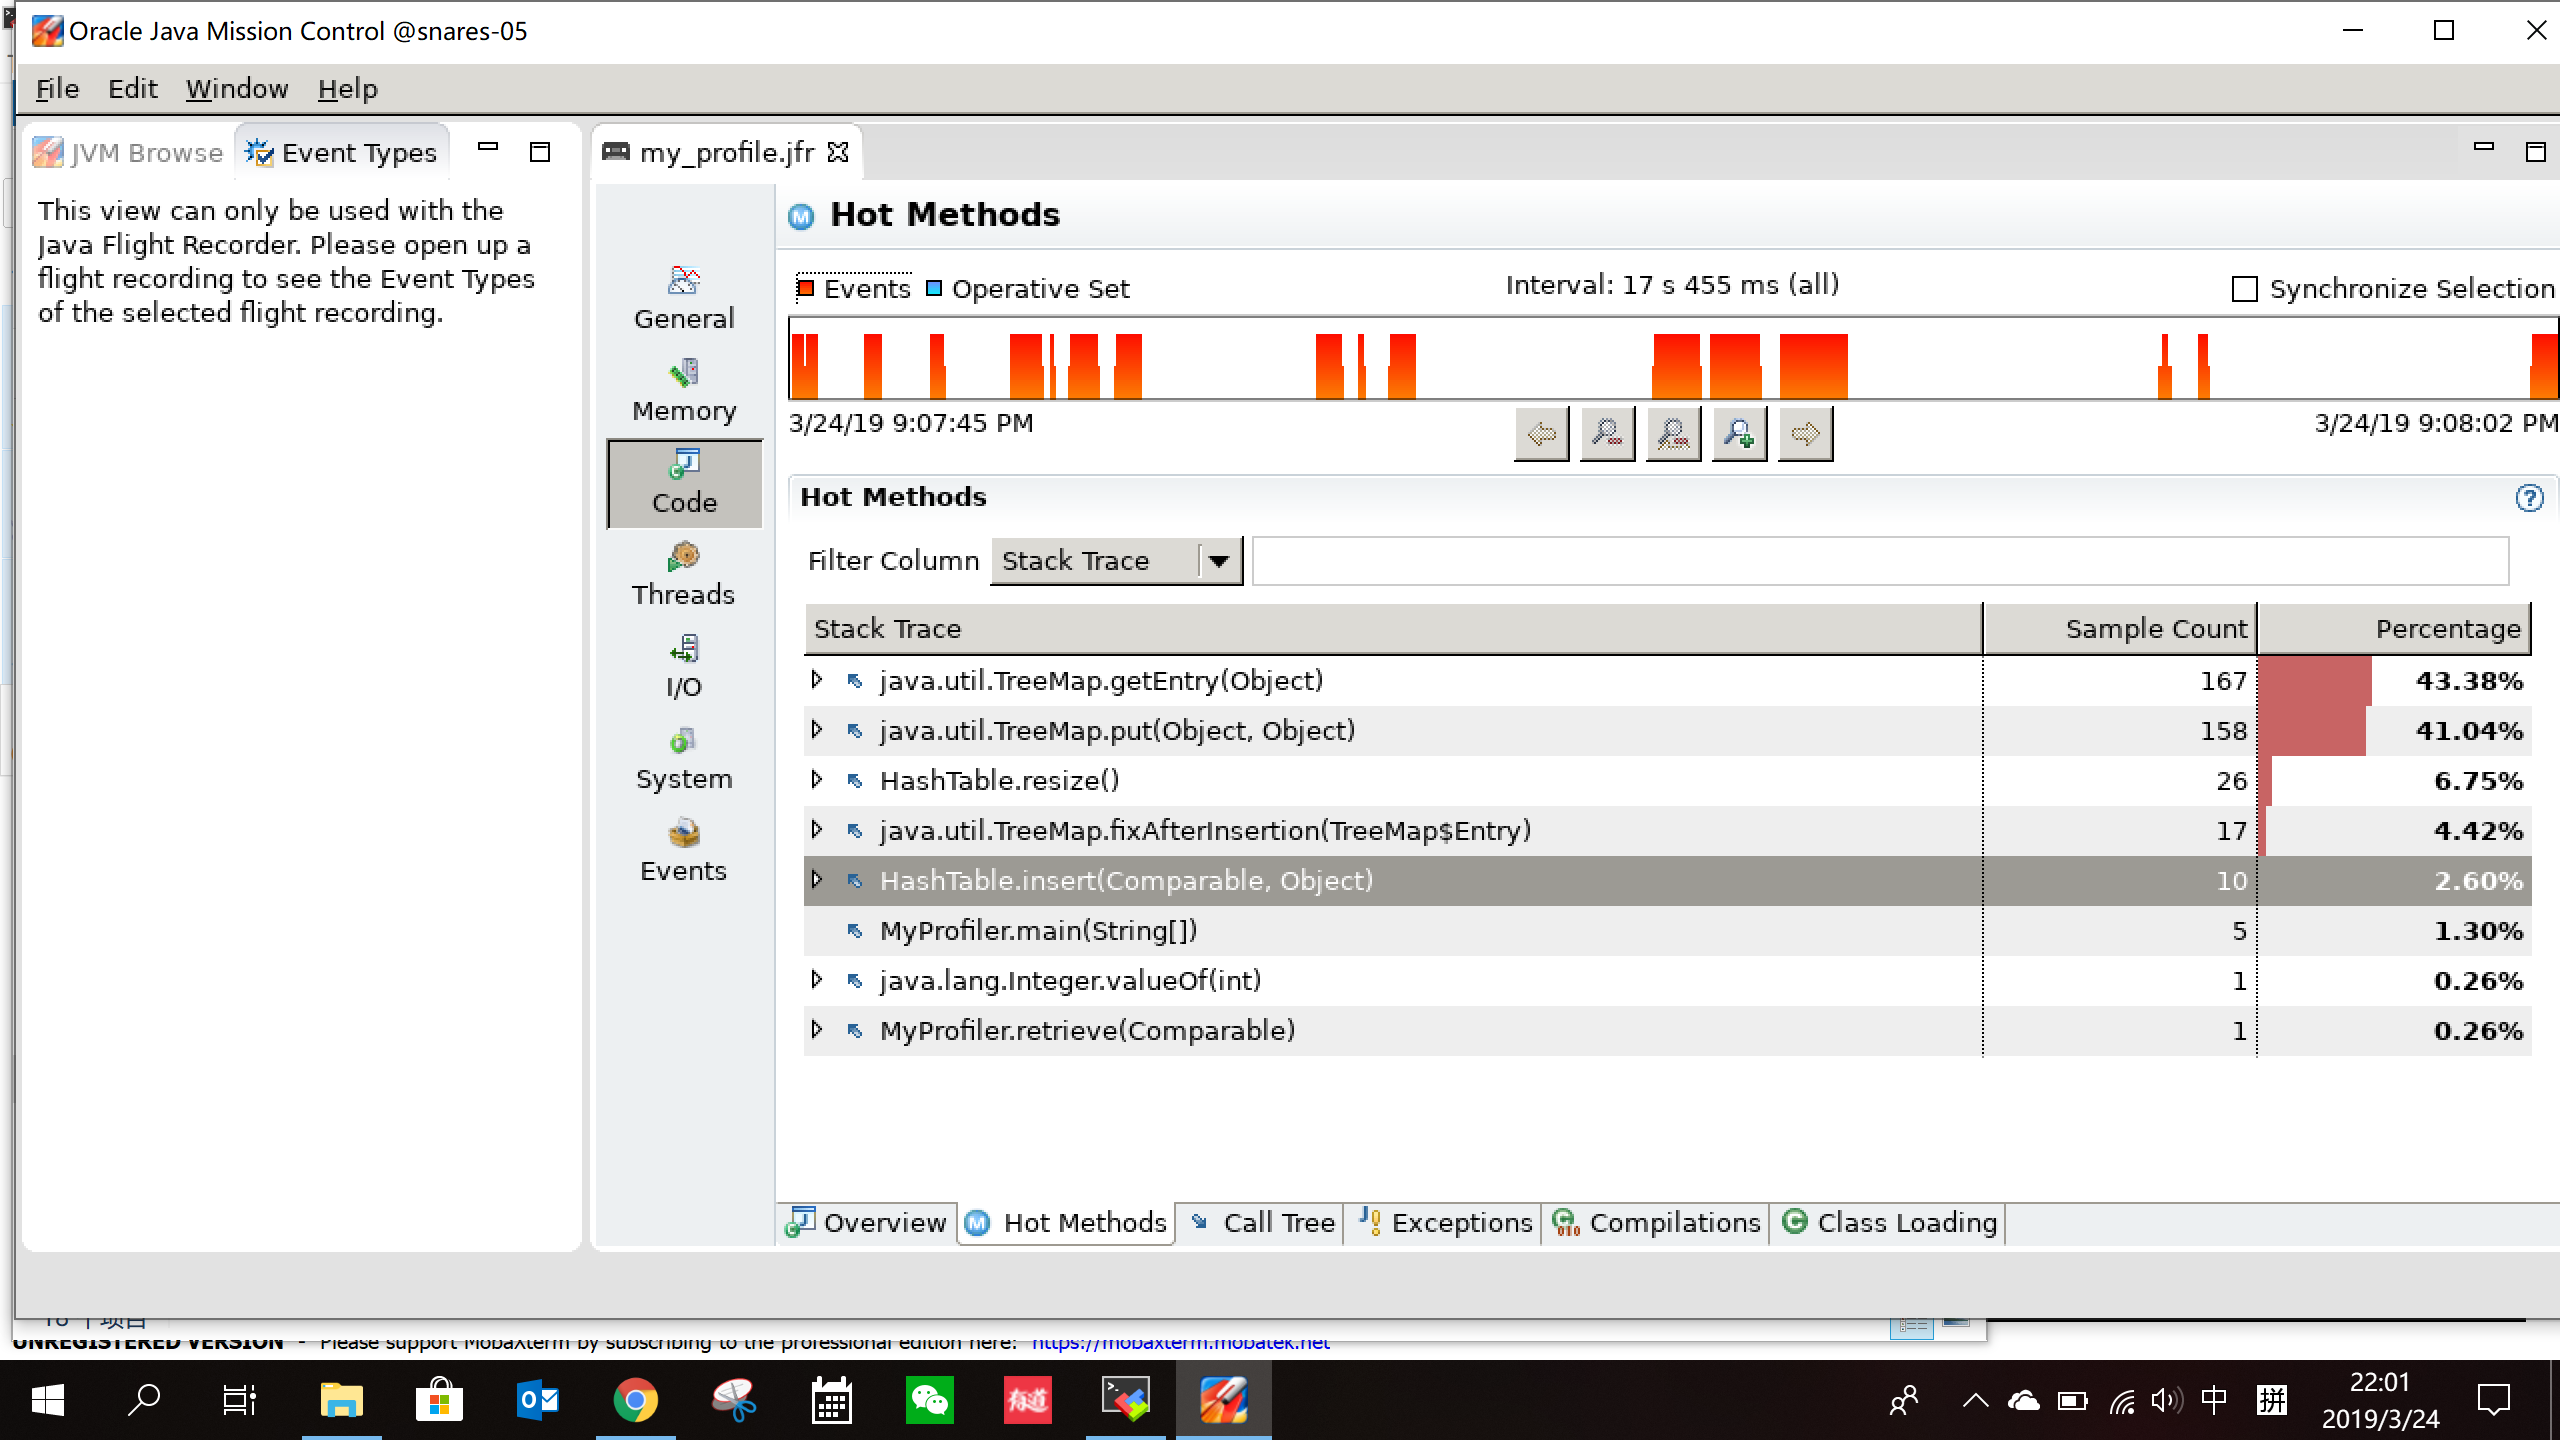 Oracle Java Mission Control @snares-05
File Edit Window Help
JVM Browse Event Types
my_profile.jfr
This view can only be used with the
Java Flight Recorder. Please open up a
flight recording to see the Event Types
of the selected flight recording.
General
Memory
Code
Threads
I/O
System
Events
Hot Methods
Events Operative Set Interval: 17 s 455 ms (all) Synchronize Selection
3/24/19 9:07:45 PM 3/24/19 9:08:02 PM
Hot Methods
Filter Column Stack Trace
Stack Trace Sample Count Percentage
java.util.TreeMap.getEntry(Object) 167 43.38%
java.util.TreeMap.put(Object, Object) 158 41.04%
HashTable.resize() 26 6.75%
java.util.TreeMap.fixAfterInsertion(TreeMap$Entry) 17 4.42%
HashTable.insert(Comparable, Object) 10 2.60%
MyProfiler.main(String[]) 5 1.30%
java.lang.Integer.valueOf(int) 1 0.26%
MyProfiler.retrieve(Comparable) 1 0.26%
Overview Hot Methods Call Tree Exceptions Compilations Class Loading
UNREGISTERED VERSION - Please support MobaXterm by subscribing to the professional edition here: https://mobaxterm.mobatek.net
有道
中 拼
22:01
2019/3/24